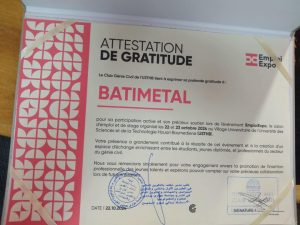 ATTESTATION
DE GRATITUDE
Emploi
Expo
Le Club Génie Civil de l'USTHB tient à exprimer sa profonde gratitude à :
BATIMETAL
pour sa participation active et son précieux soutien lors de l'événement EmploiExpo, le salon
d'emploi et de stage organisé les 22 et 23 octobre 2024 au Village Universitaire de l'Université des
Sciences et de la Technologie Houari Boumediene (USTHB).
Votre présence a grandement contribué à la réussite de cet événement et à la création d'un
espace d'échange enrichissant entre étudiants, jeunes diplômés, et professionnels du secteur
du génie civil.
Nous vous remercions sincèrement pour votre engagement envers la promotion de l'insertion
professionnelle des jeunes talents et espérons pouvoir compter sur votre précieuse collaboration
lors de futures
DATE : 22.10.2024
SIGNATURE